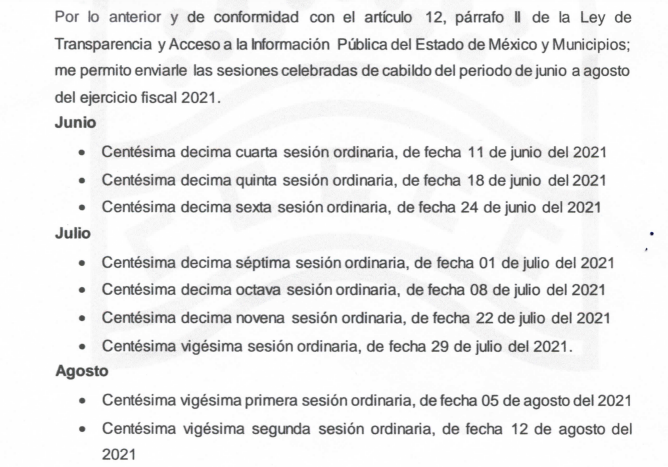 Por lo anterior y de conformidad con el artículo 12, párrafo II de la Ley de
Transparencia y Acceso a la Información Pública del Estado de México y Municipios;
me permito enviarle las sesiones celebradas de cabildo del periodo de junio a agosto
del ejercicio fiscal 2021.
Junio
• Centésima decima cuarta sesión ordinaria, de fecha 11 de junio del 2021
• Centésima decima quinta sesión ordinaria, de fecha 18 de junio del 2021
• Centésima decima sexta sesión ordinaria, de fecha 24 de junio del 2021
Julio
• Centésima decima séptima sesión ordinaria, de fecha 01 de julio del 2021
• Centésima decima octava sesión ordinaria, de fecha 08 de julio del 2021
• Centésima decima novena sesión ordinaria, de fecha 22 de julio del 2021
• Centésima vigésima sesión ordinaria, de fecha 29 de julio del 2021.
Agosto
• Centésima vigésima primera sesión ordinaria, de fecha 05 de agosto del 2021
• Centésima vigésima segunda sesión ordinaria, de fecha 12 de agosto del
2021